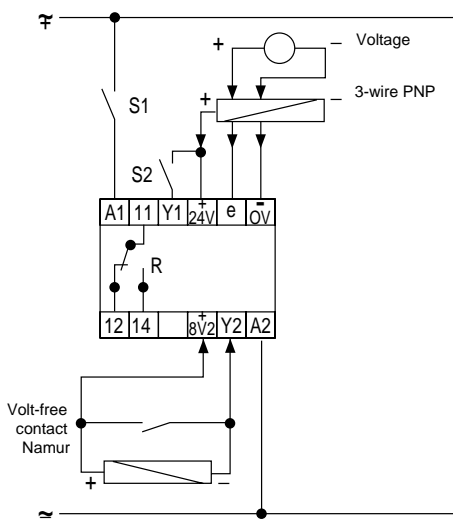 + Voltage –
S1
+ 3-wire PNP –
S2
A1 11 Y1 + 24V e - OV
R
12 14 + 8V2 Y2 A2
Volt-free
contact
Namur
+ –